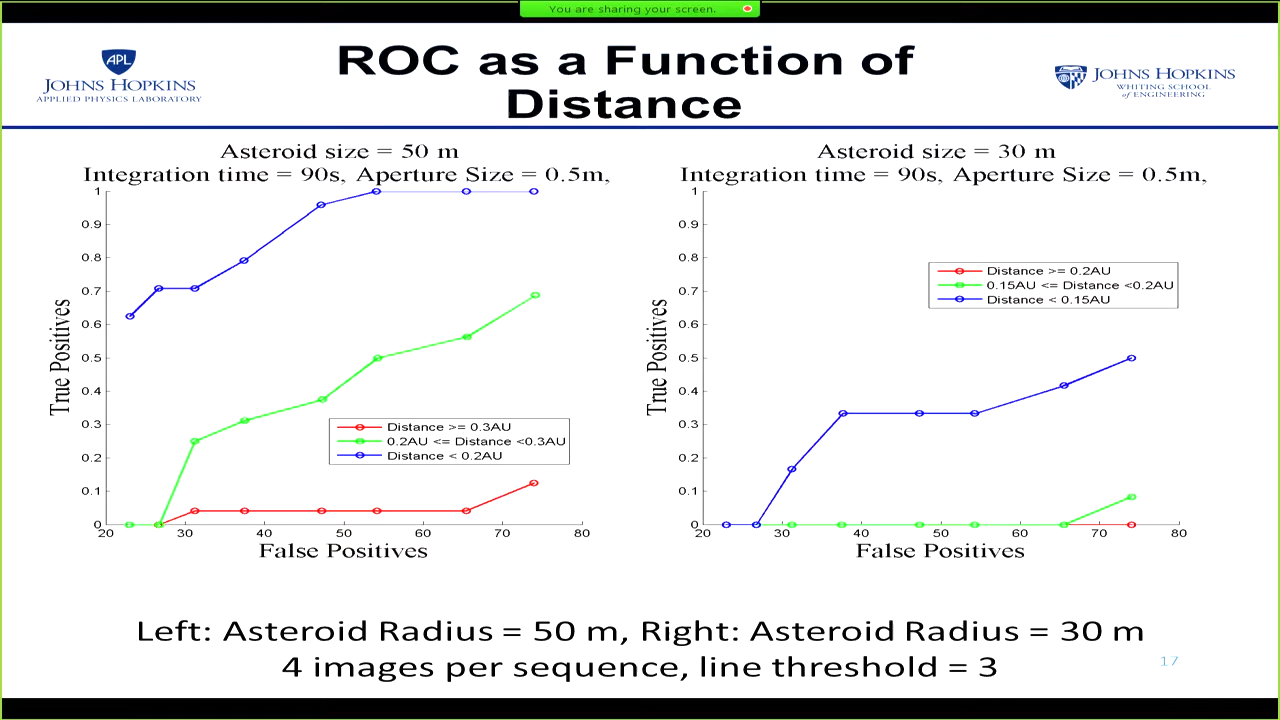 You are sharing your screen.
APL
JOHNS HOPKINS
APPLIED PHYSICS LABORATORY
ROC as a Function of
Distance
JOHNS HOPKINS
WHITING SCHOOL
of ENGINEERING
Asteroid size = 50 m
Integration time = 90s, Aperture Size = 0.5m,
1
0.9
0.8
0.7
0.6
0.5
0.4
0.3
0.2
0.1
0
True Positives
Distance >= 0.3AU
0.2AU <= Distance <0.3AU
Distance < 0.2AU
20 30 40 50 60 70 80
False Positives
Asteroid size = 30 m
Integration time = 90s, Aperture Size = 0.5m,
1
0.9
0.8
0.7
0.6
0.5
0.4
0.3
0.2
0.1
0
True Positives
Distance >= 0.2AU
0.15AU <= Distance <0.2AU
Distance < 0.15AU
20 30 40 50 60 70 80
False Positives
Left: Asteroid Radius = 50 m, Right: Asteroid Radius = 30 m
4 images per sequence, line threshold = 3
17